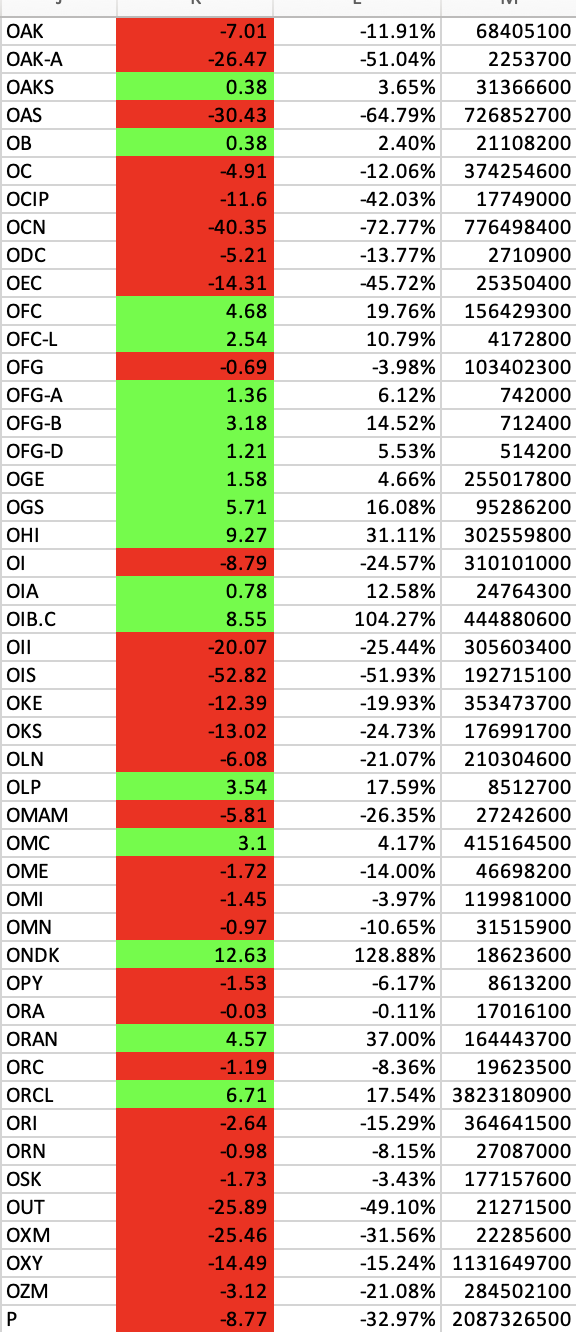 OAK -7.01 -11.91% 68405100
OAK-A -26.47 -51.04% 2253700
OAKS 0.38 3.65% 31366600
OAS -30.43 -64.79% 726852700
OB 0.38 2.40% 21108200
OC -4.91 -12.06% 374254600
OCIP -11.6 -42.03% 17749000
OCN -40.35 -72.77% 776498400
ODC -5.21 -13.77% 2710900
OEC -14.31 -45.72% 25350400
OFC 4.68 19.76% 156429300
OFC-L 2.54 10.79% 4172800
OFG -0.69 -3.98% 103402300
OFG-A 1.36 6.12% 742000
OFG-B 3.18 14.52% 712400
OFG-D 1.21 5.53% 514200
OGE 1.58 4.66% 255017800
OGS 5.71 16.08% 95286200
OHI 9.27 31.11% 302559800
OI -8.79 -24.57% 310101000
OIA 0.78 12.58% 24764300
OIB.C 8.55 104.27% 444880600
OII -20.07 -25.44% 305603400
OIS -52.82 -51.93% 192715100
OKE -12.39 -19.93% 353473700
OKS -13.02 -24.73% 176991700
OLN -6.08 -21.07% 210304600
OLP 3.54 17.59% 8512700
OMAM -5.81 -26.35% 27242600
OMC 3.1 4.17% 415164500
OME -1.72 -14.00% 46698200
OMI -1.45 -3.97% 119981000
OMN -0.97 -10.65% 31515900
ONDK 12.63 128.88% 18623600
OPY -1.53 -6.17% 8613200
ORA -0.03 -0.11% 17016100
ORAN 4.57 37.00% 164443700
ORC -1.19 -8.36% 19623500
ORCL 6.71 17.54% 3823180900
ORI -2.64 -15.29% 364641500
ORN -0.98 -8.15% 27087000
OSK -1.73 -3.43% 177157600
OUT -25.89 -49.10% 21271500
OXM -25.46 -31.56% 22285600
OXY -14.49 -15.24% 1131649700
OZM -3.12 -21.08% 284502100
P -8.77 -32.97% 2087326500